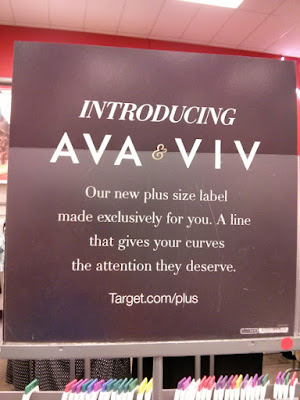 INTRODUCING
AVA & VIV
Our new plus size label
made exclusively for you. A line
that gives your curves
the attention they deserve.
Target.com/plus